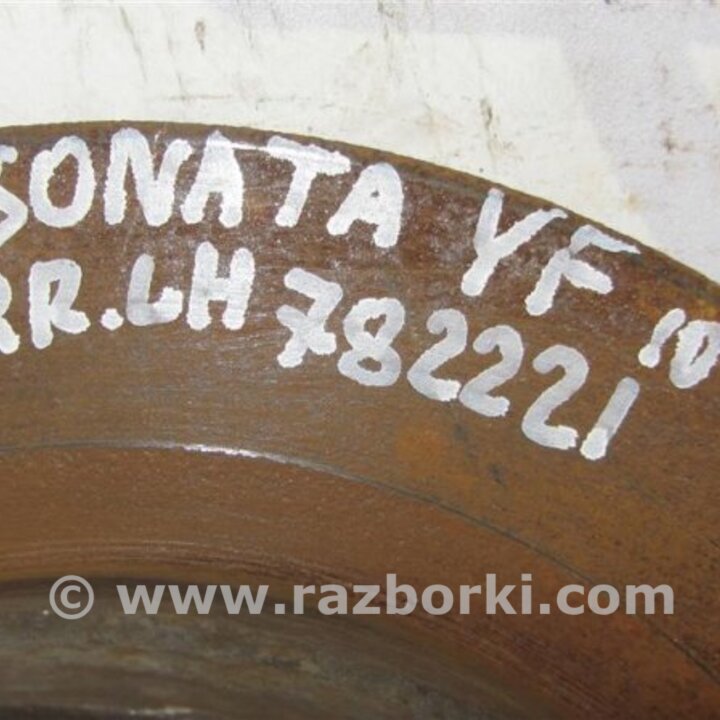 SONATA YF '10
RR.LH 782221
© www.razborki.com